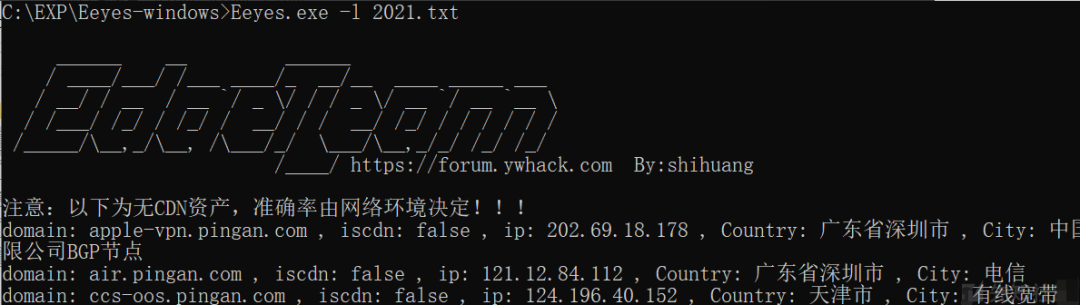 C:\EXP\Eeyes-windows>Eeyes.exe -l 2021.txt
EdgeTeam
https://forum.ywhack.com By:shihuang
注意：以下为无CDN资产，准确率由网络环境决定！！！
domain: apple-vpn.pingan.com , iscdn: false , ip: 202.69.18.178 , Country: 广东省深圳市 , City: 中国
限公司BGP节点
domain: air.pingan.com , iscdn: false , ip: 121.12.84.112 , Country: 广东省深圳市 , City: 电信
domain: ccs-oos.pingan.com , iscdn: false , ip: 124.196.40.152 , Country: 天津市 , City: 有线宽带